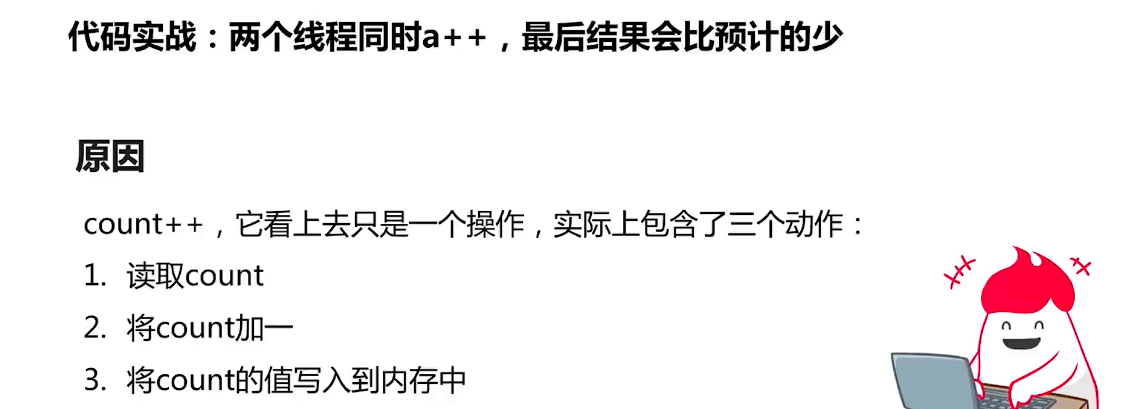 代码实战：两个线程同时a++，最后结果会比预计的少
原因
count++，它看上去只是一个操作，实际上包含了三个动作：
1. 读取count
2. 将count加一
3. 将count的值写入到内存中